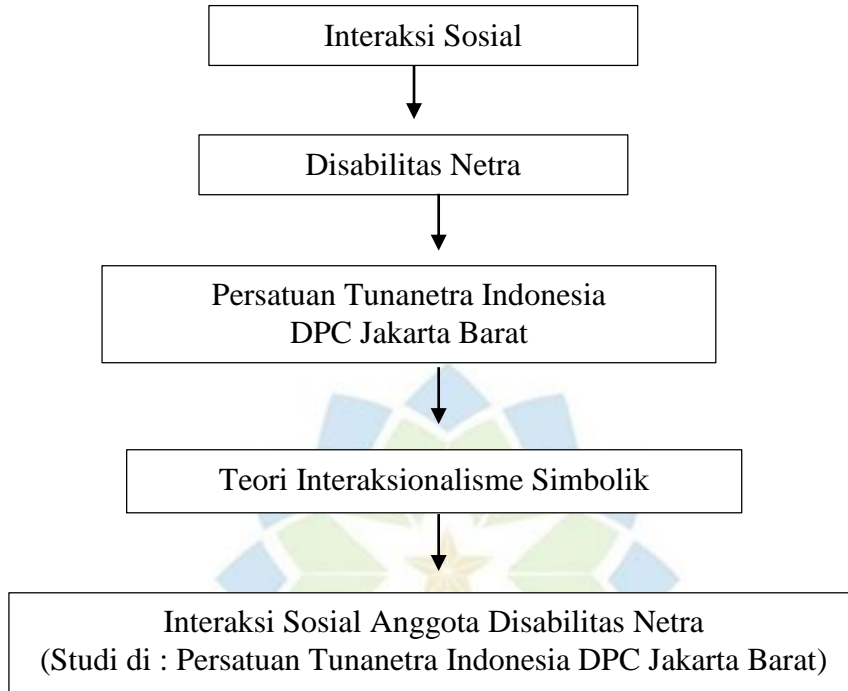 Interaksi Sosial
Disabilitas Netra
Persatuan Tunanetra Indonesia
DPC Jakarta Barat
Teori Interaksionalisme Simbolik
Interaksi Sosial Anggota Disabilitas Netra
(Studi di : Persatuan Tunanetra Indonesia DPC Jakarta Barat)